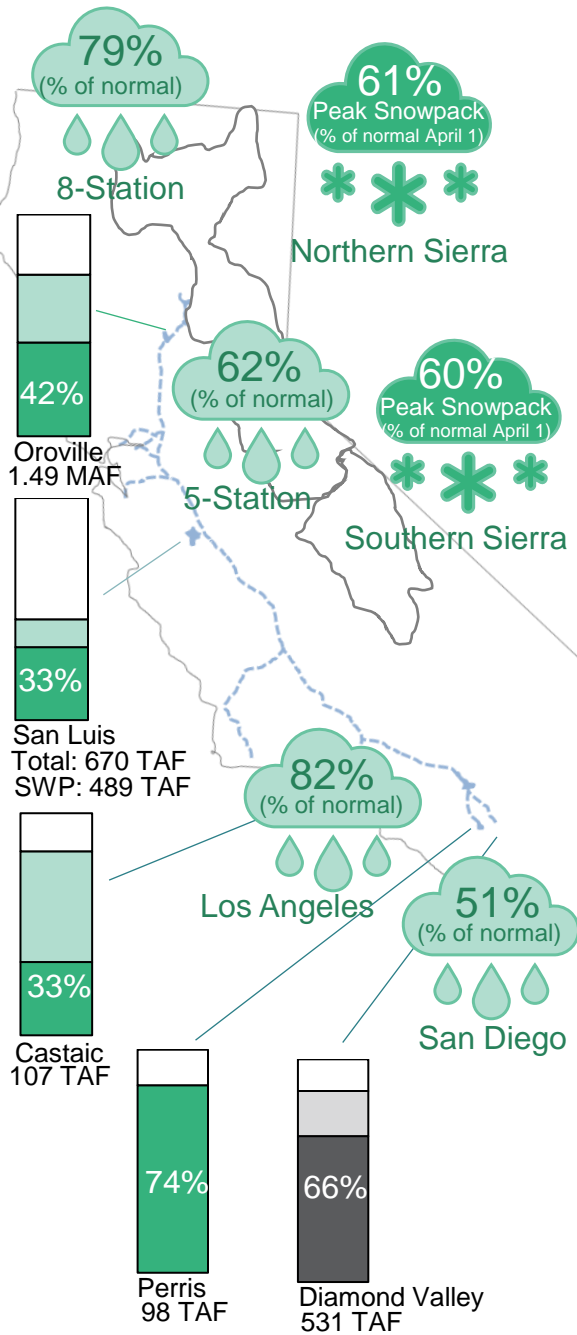 79%
(% of normal)
8-Station
61%
Peak Snowpack
(% of normal April 1)
Northern Sierra
42%
Oroville
1.49 MAF
62%
(% of normal)
5-Station
60%
Peak Snowpack
(% of normal April 1)
Southern Sierra
33%
San Luis
Total: 670 TAF
SWP: 489 TAF
82%
(% of normal)
Los Angeles
33%
Castaic
107 TAF
51%
(% of normal)
San Diego
74%
Perris
98 TAF
66%
Diamond Valley
531 TAF